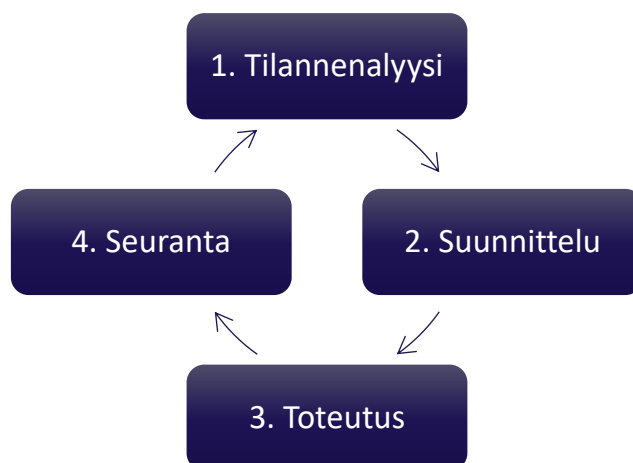 1. Tilannenalyysi
2. Suunnittelu
3. Toteutus
4. Seuranta